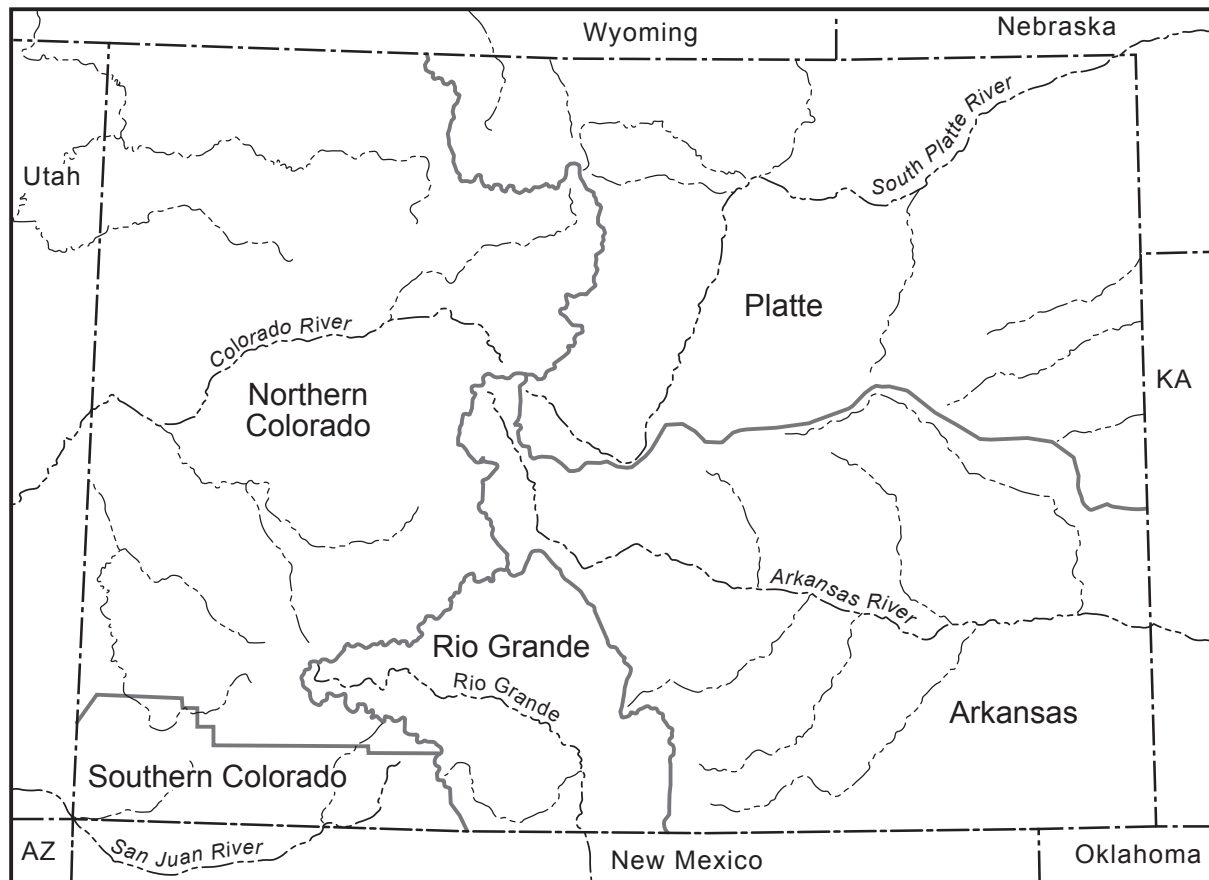 Wyoming
Nebraska
Utah
South Platte River
Platte
Colorado River
KA
Northern
Colorado
Arkansas River
Rio Grande
Rio Grande
Arkansas
Southern Colorado
AZ
San Juan River
New Mexico
Oklahoma